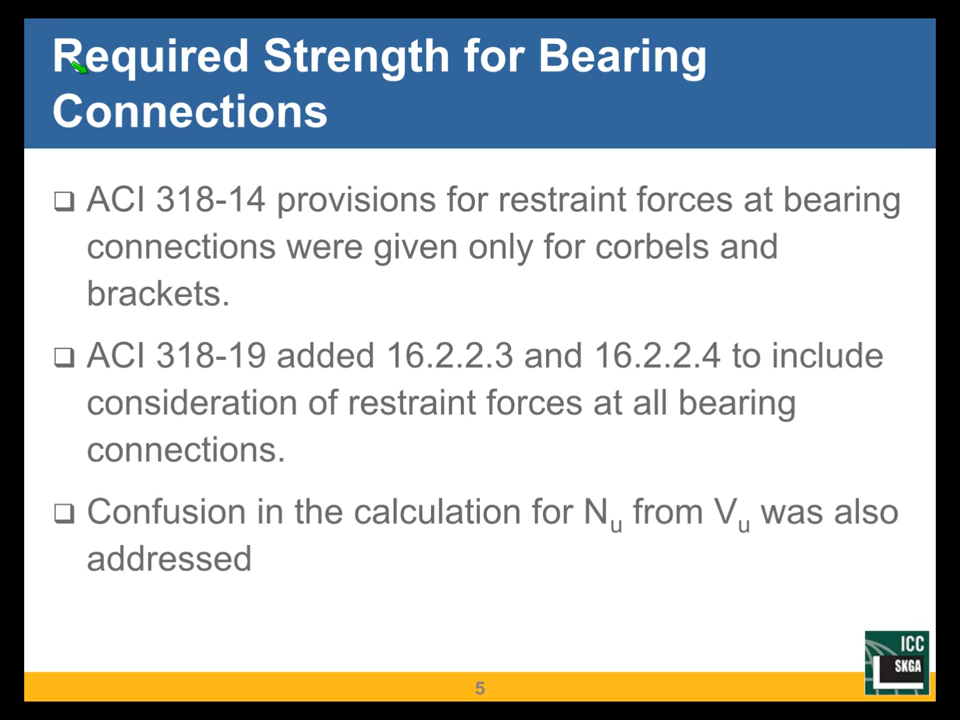 Required Strength for Bearing
Connections
❑ ACI 318-14 provisions for restraint forces at bearing
connections were given only for corbels and
brackets.
❑ ACI 318-19 added 16.2.2.3 and 16.2.2.4 to include
consideration of restraint forces at all bearing
connections.
❑ Confusion in the calculation for Nu from Vu was also
addressed
ICC
SKGA
5